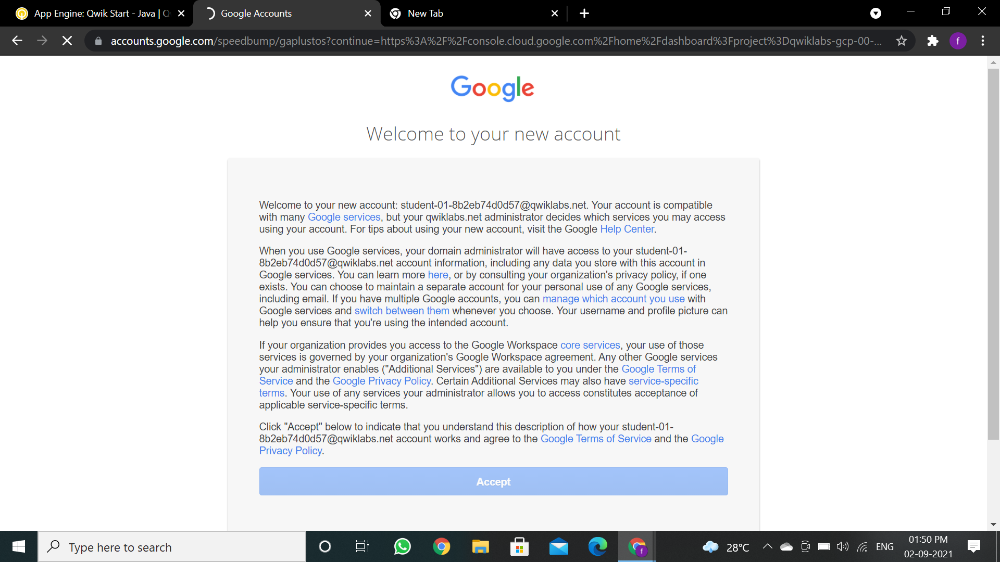 App Engine: Qwik Start - Java |
Google Accounts
New Tab
accounts.google.com/speedbump/gaplustos?continue=https%3A%2F%2Fconsole.cloud.google.com%2Fhome%2Fdashboard%3Fproject%3Dqwiklabs-gcp-00-...
f
Google
Welcome to your new account
Welcome to your new account: student-01-8b2eb74d0d57@qwiklabs.net. Your account is compatible
with many Google services, but your qwiklabs.net administrator decides which services you may access
using your account. For tips about using your new account, visit the Google Help Center.
When you use Google services, your domain administrator will have access to your student-01-
8b2eb74d0d57@qwiklabs.net account information, including any data you store with this account in
Google services. You can learn more here, or by consulting your organization's privacy policy, if one
exists. You can choose to maintain a separate account for your personal use of any Google services,
including email. If you have multiple Google accounts, you can manage which account you use with
Google services and switch between them whenever you choose. Your username and profile picture can
help you ensure that you're using the intended account.
If your organization provides you access to the Google Workspace core services, your use of those
services is governed by your organization's Google Workspace agreement. Any other Google services
your administrator enables ("Additional Services") are available to you under the Google Terms of
Service and the Google Privacy Policy. Certain Additional Services may also have service-specific
terms. Your use of any services your administrator allows you to access constitutes acceptance of
applicable service-specific terms.
Click "Accept" below to indicate that you understand this description of how your student-01-
8b2eb74d0d57@qwiklabs.net account works and agree to the Google Terms of Service and the Google
Privacy Policy.
Accept
Type here to search
f
28°C
ENG
01:50 PM
02-09-2021